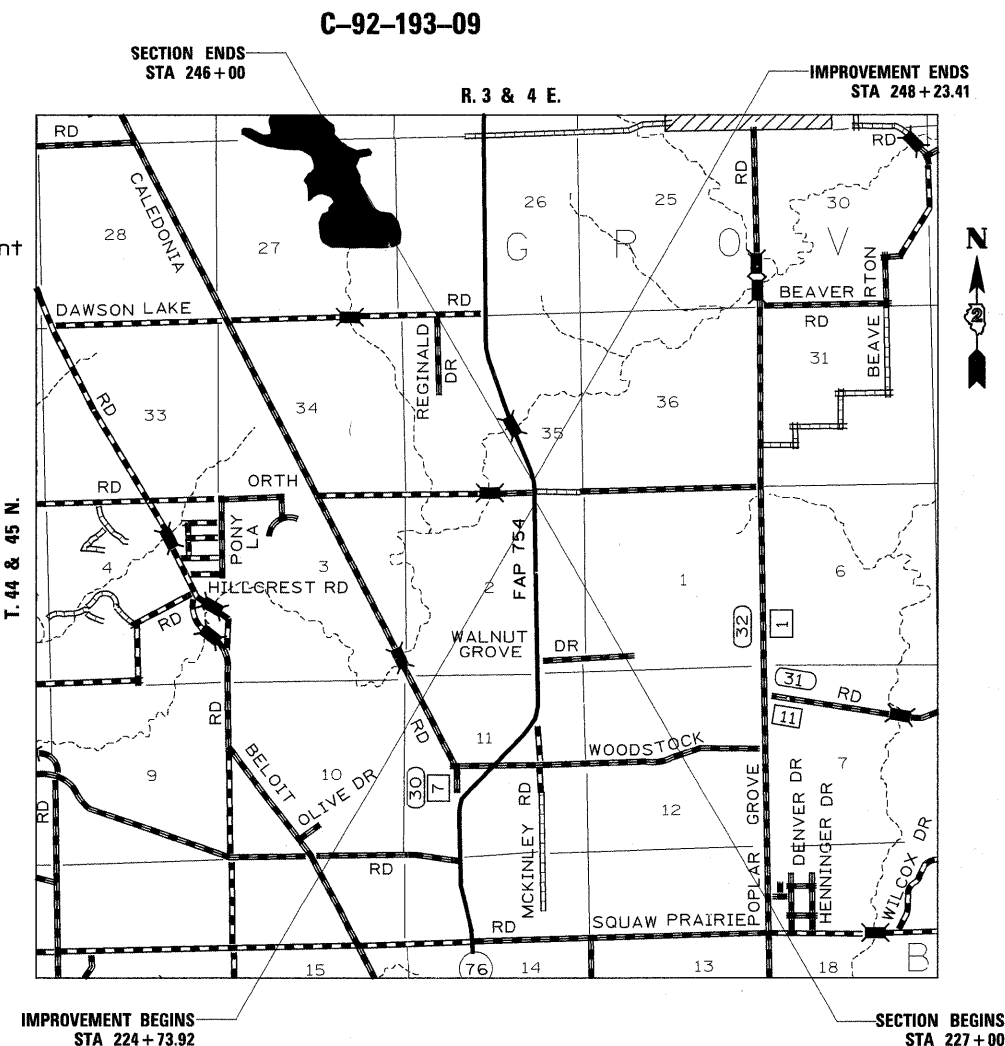 C-92-193-09
SECTION ENDS
STA 246+00
IMPROVEMENT ENDS
STA 248+23.41
R. 3 & 4 E.
RD
RD
RD
CALEDONIA
28
27
26
25
30
nt
G R O V
N
2
DAWSON LAKE
RD
BEAVER
RTON
RD
BEAVE
REGINALD
DR
31
RD
33
34
35
36
T. 44 & 45 N.
RD
ORTH
PONY
LA
FAP 754
4
3
2
1
6
HILLCREST RD
RD
32
1
WALNUT
GROVE
DR
31
11
RD
RD
RD
11
WOODSTOCK
9
BELOIT
10
OLIVE DR
30
7
7
RD
MCKINLEY RD
12
POPLAR GROVE
DENVER DR
HENNINGER DR
WILCOX DR
RD
RD
SQUAW PRAIRIE
15
76
14
13
18
B
IMPROVEMENT BEGINS
STA 224+73.92
SECTION BEGINS
STA 227+00